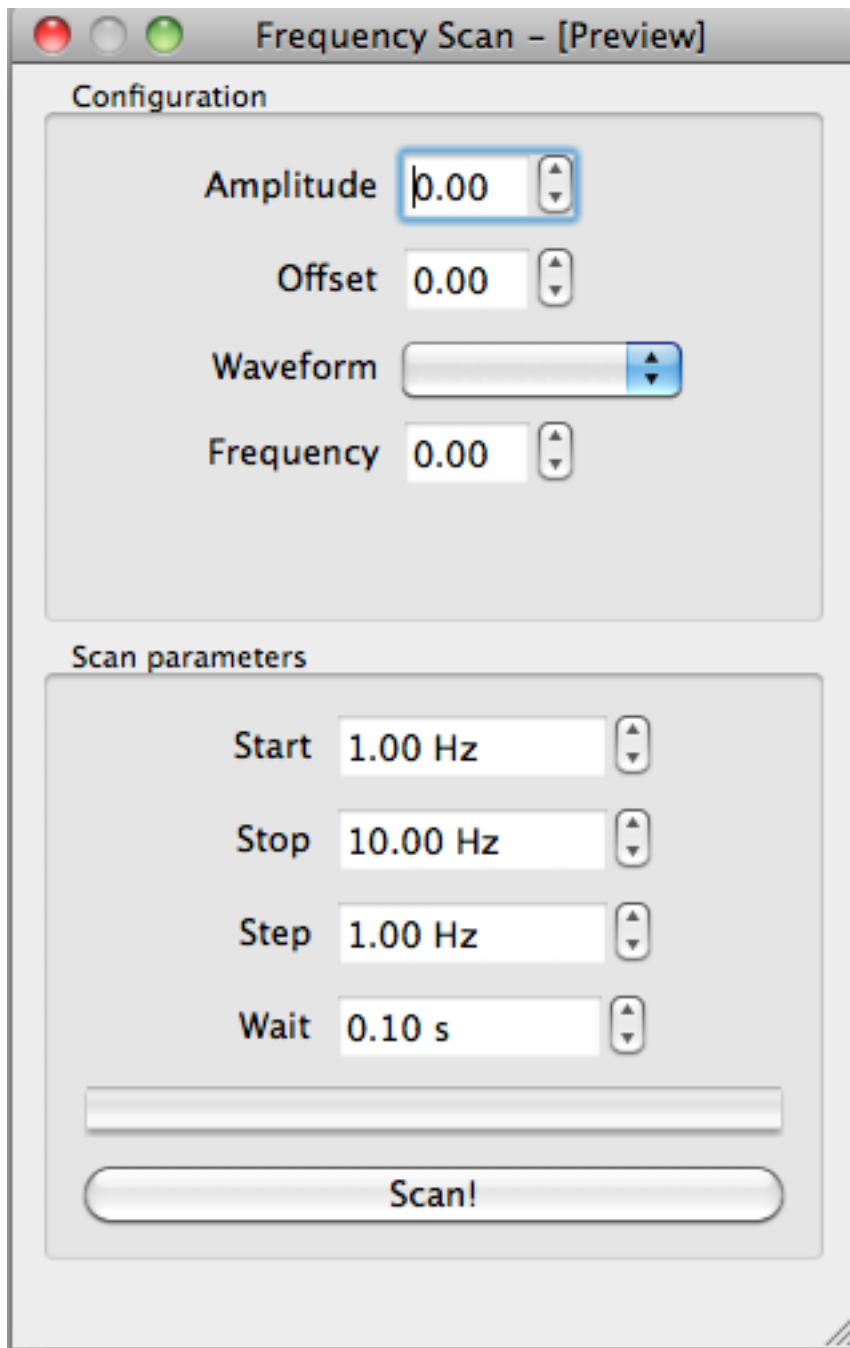 Frequency Scan – [Preview]
Configuration
Amplitude 0.00
Offset 0.00
Waveform
Frequency 0.00
Scan parameters
Start 1.00 Hz
Stop 10.00 Hz
Step 1.00 Hz
Wait 0.10 s
Scan!